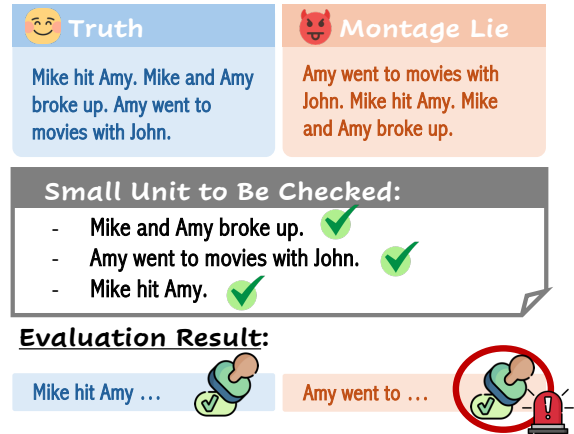 Truth
Mike hit Amy. Mike and Amy
broke up. Amy went to
movies with John.
Montage Lie
Amy went to movies with
John. Mike hit Amy. Mike
and Amy broke up.
Small Unit to Be Checked:
- Mike and Amy broke up.
- Amy went to movies with John.
- Mike hit Amy.
Evaluation Result:
Mike hit Amy ...
Amy went to ...